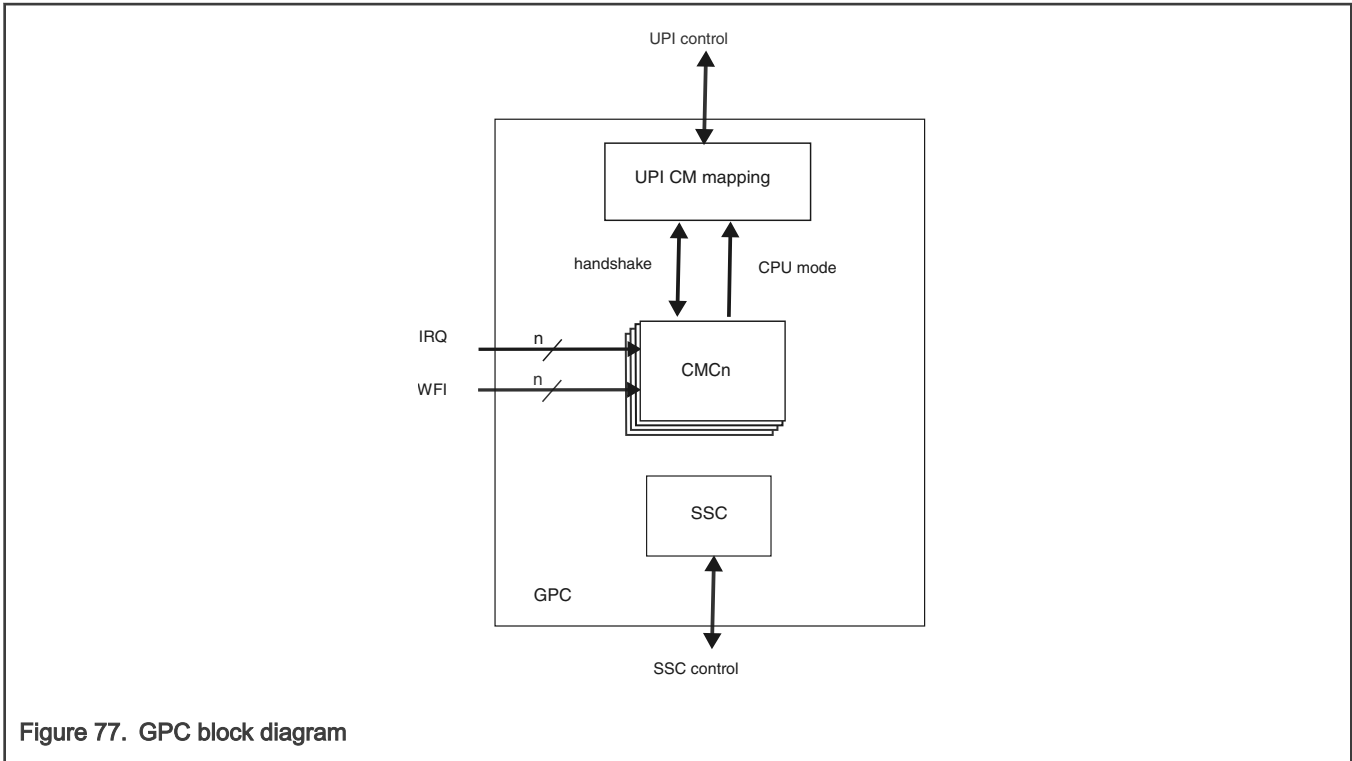 UPI control
UPI CM mapping
handshake
CPU mode
IRQ
n
WFI
n
CMCn
SSC
GPC
SSC control
Figure 77. GPC block diagram